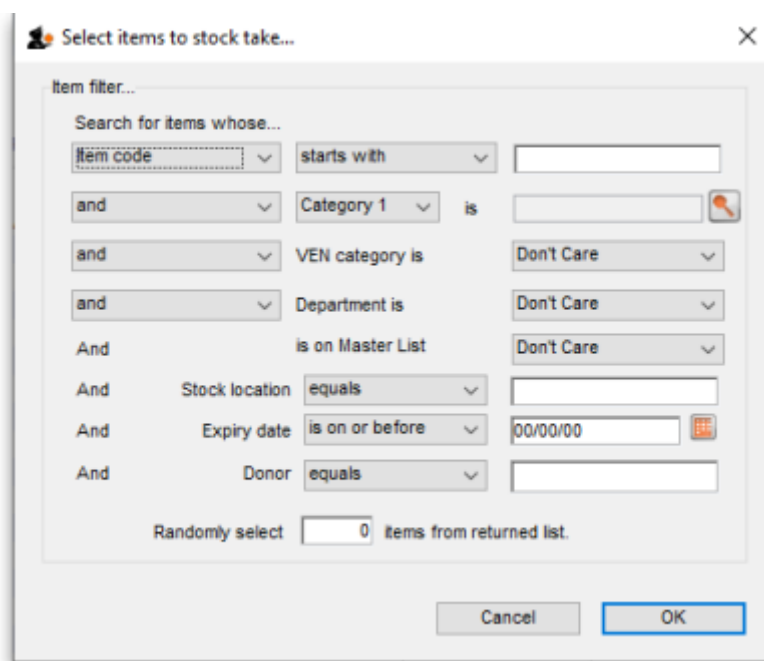 Select items to stock take...
Item filter...
Search for items whose...
Item code starts with
and Category 1 is
and VEN category is Don't Care
and Department is Don't Care
And is on Master List Don't Care
And Stock location equals
And Expiry date is on or before 00/00/00
And Donor equals
Randomly select 0 items from returned list.
Cancel OK